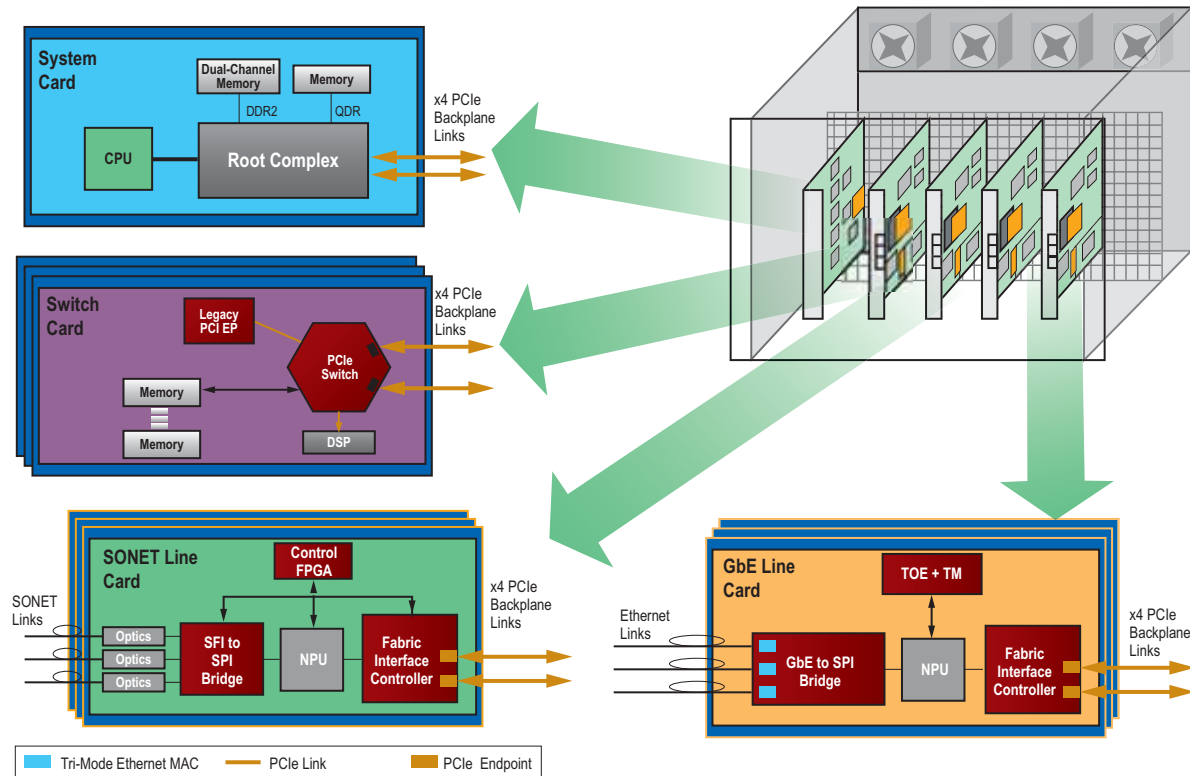 System
Card
Dual-Channel
Memory
Memory
DDR2
QDR
CPU
Root Complex
x4 PCIe
Backplane
Links
Switch
Card
Legacy
PCI EP
PCIe
Switch
Memory
Memory
DSP
x4 PCIe
Backplane
Links
SONET Line
Card
Control
FPGA
SONET
Links
Optics
Optics
Optics
SFI to
SPI
Bridge
NPU
Fabric
Interface
Controller
x4 PCIe
Backplane
Links
GbE Line
Card
TOE + TM
Ethernet
Links
GbE to SPI
Bridge
NPU
Fabric
Interface
Controller
x4 PCIe
Backplane
Links
Tri-Mode Ethernet MAC
PCIe Link
PCIe Endpoint